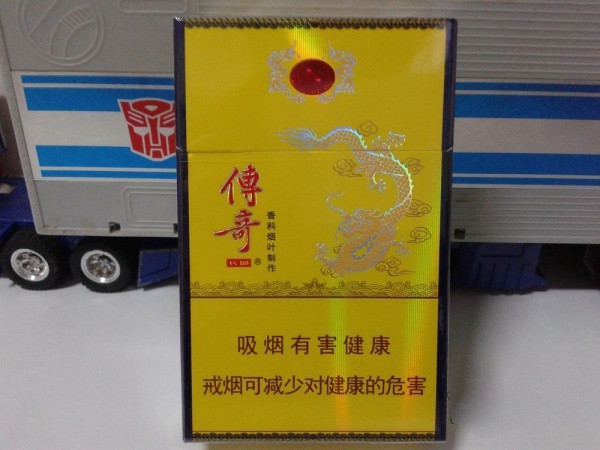 傳奇
®
香料烟叶制作
吸烟有害健康
戒烟可减少对健康的危害